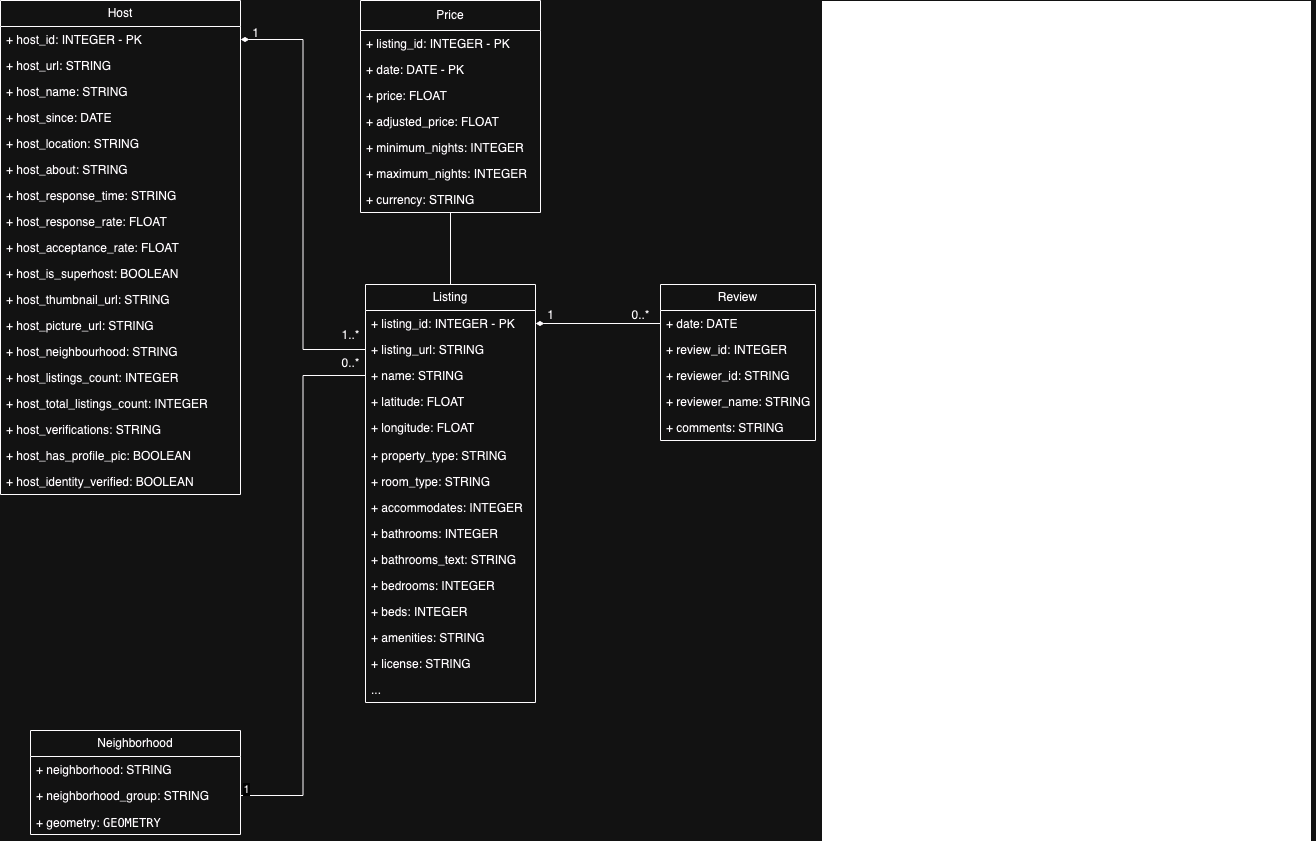 Host
+ host_id: INTEGER - PK
+ host_url: STRING
+ host_name: STRING
+ host_since: DATE
+ host_location: STRING
+ host_about: STRING
+ host_response_time: STRING
+ host_response_rate: FLOAT
+ host_acceptance_rate: FLOAT
+ host_is_superhost: BOOLEAN
+ host_thumbnail_url: STRING
+ host_picture_url: STRING
+ host_neighbourhood: STRING
+ host_listings_count: INTEGER
+ host_total_listings_count: INTEGER
+ host_verifications: STRING
+ host_has_profile_pic: BOOLEAN
+ host_identity_verified: BOOLEAN
1
1..*
Price
+ listing_id: INTEGER - PK
+ date: DATE - PK
+ price: FLOAT
+ adjusted_price: FLOAT
+ minimum_nights: INTEGER
+ maximum_nights: INTEGER
+ currency: STRING
Listing
+ listing_id: INTEGER - PK
+ listing_url: STRING
+ name: STRING
+ latitude: FLOAT
+ longitude: FLOAT
+ property_type: STRING
+ room_type: STRING
+ accommodates: INTEGER
+ bathrooms: INTEGER
+ bathrooms_text: STRING
+ bedrooms: INTEGER
+ beds: INTEGER
+ amenities: STRING
+ license: STRING
...
1
0..*
Review
+ date: DATE
+ review_id: INTEGER
+ reviewer_id: STRING
+ reviewer_name: STRING
+ comments: STRING
0..*
1
Neighborhood
+ neighborhood: STRING
+ neighborhood_group: STRING
+ geometry: GEOMETRY